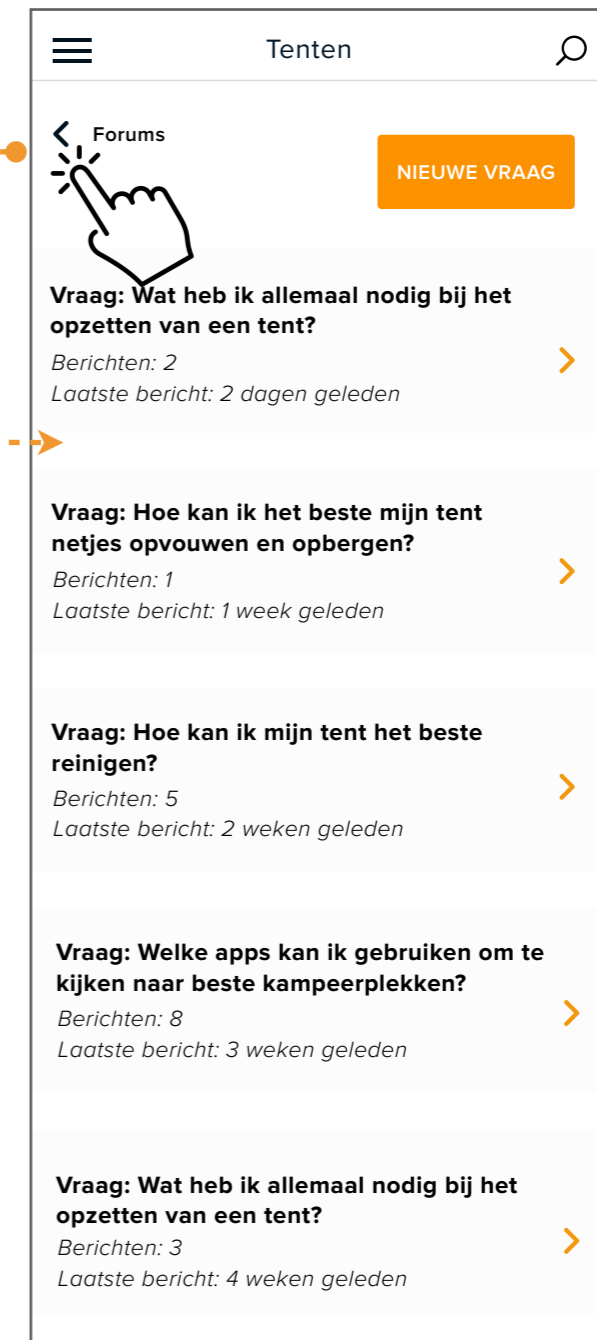 Tenten
Forums
NIEUWE VRAAG
Vraag: Wat heb ik allemaal nodig bij het
opzetten van een tent?
Berichten: 2
Laatste bericht: 2 dagen geleden
Vraag: Hoe kan ik het beste mijn tent
netjes opvouwen en opbergen?
Berichten: 1
Laatste bericht: 1 week geleden
Vraag: Hoe kan ik mijn tent het beste
reinigen?
Berichten: 5
Laatste bericht: 2 weken geleden
Vraag: Welke apps kan ik gebruiken om te
kijken naar beste kampeerplekken?
Berichten: 8
Laatste bericht: 3 weken geleden
Vraag: Wat heb ik allemaal nodig bij het
opzetten van een tent?
Berichten: 3
Laatste bericht: 4 weken geleden